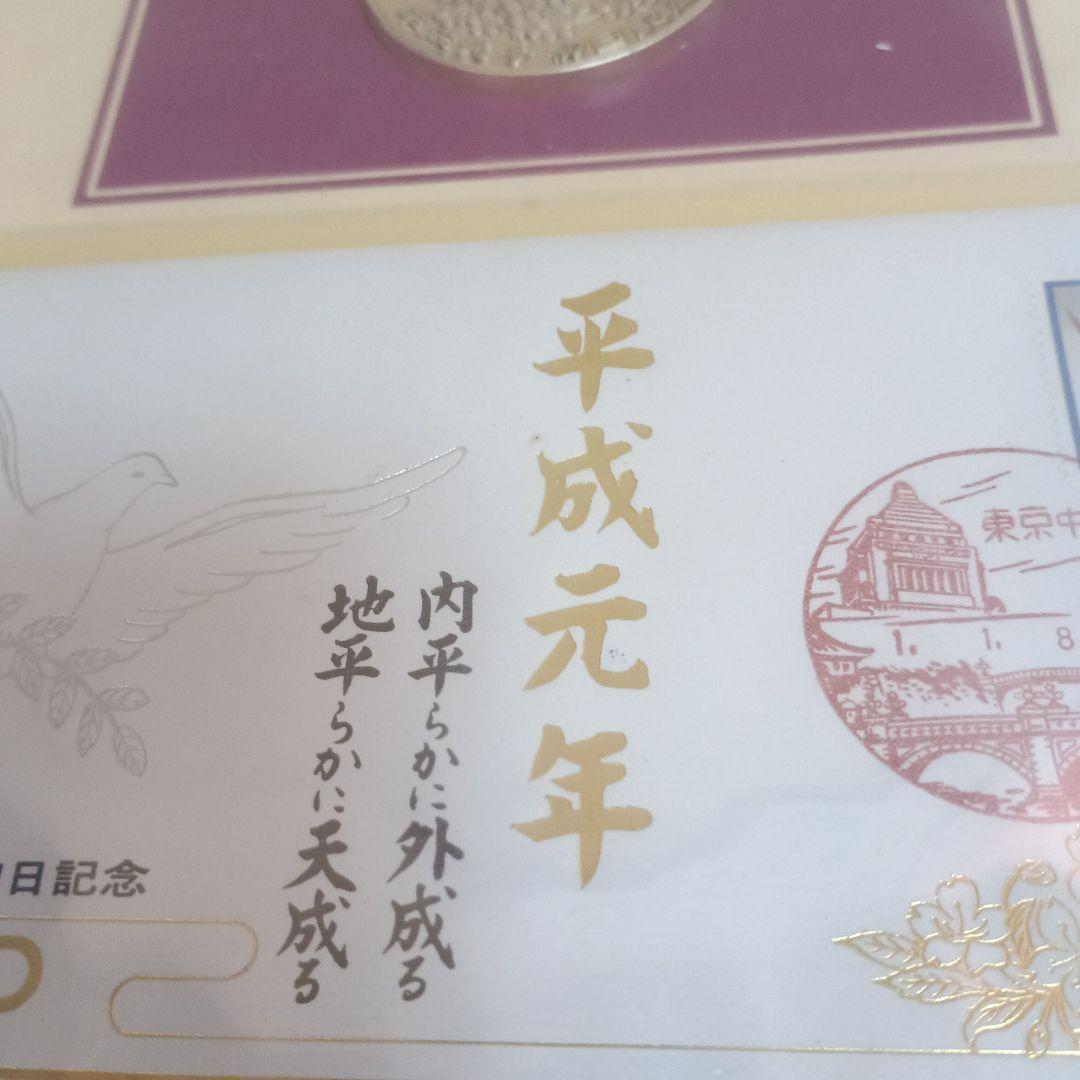 平成元年
内平らかに外成る
地平らかに天成る
東京中
1. 1. 8
日記念